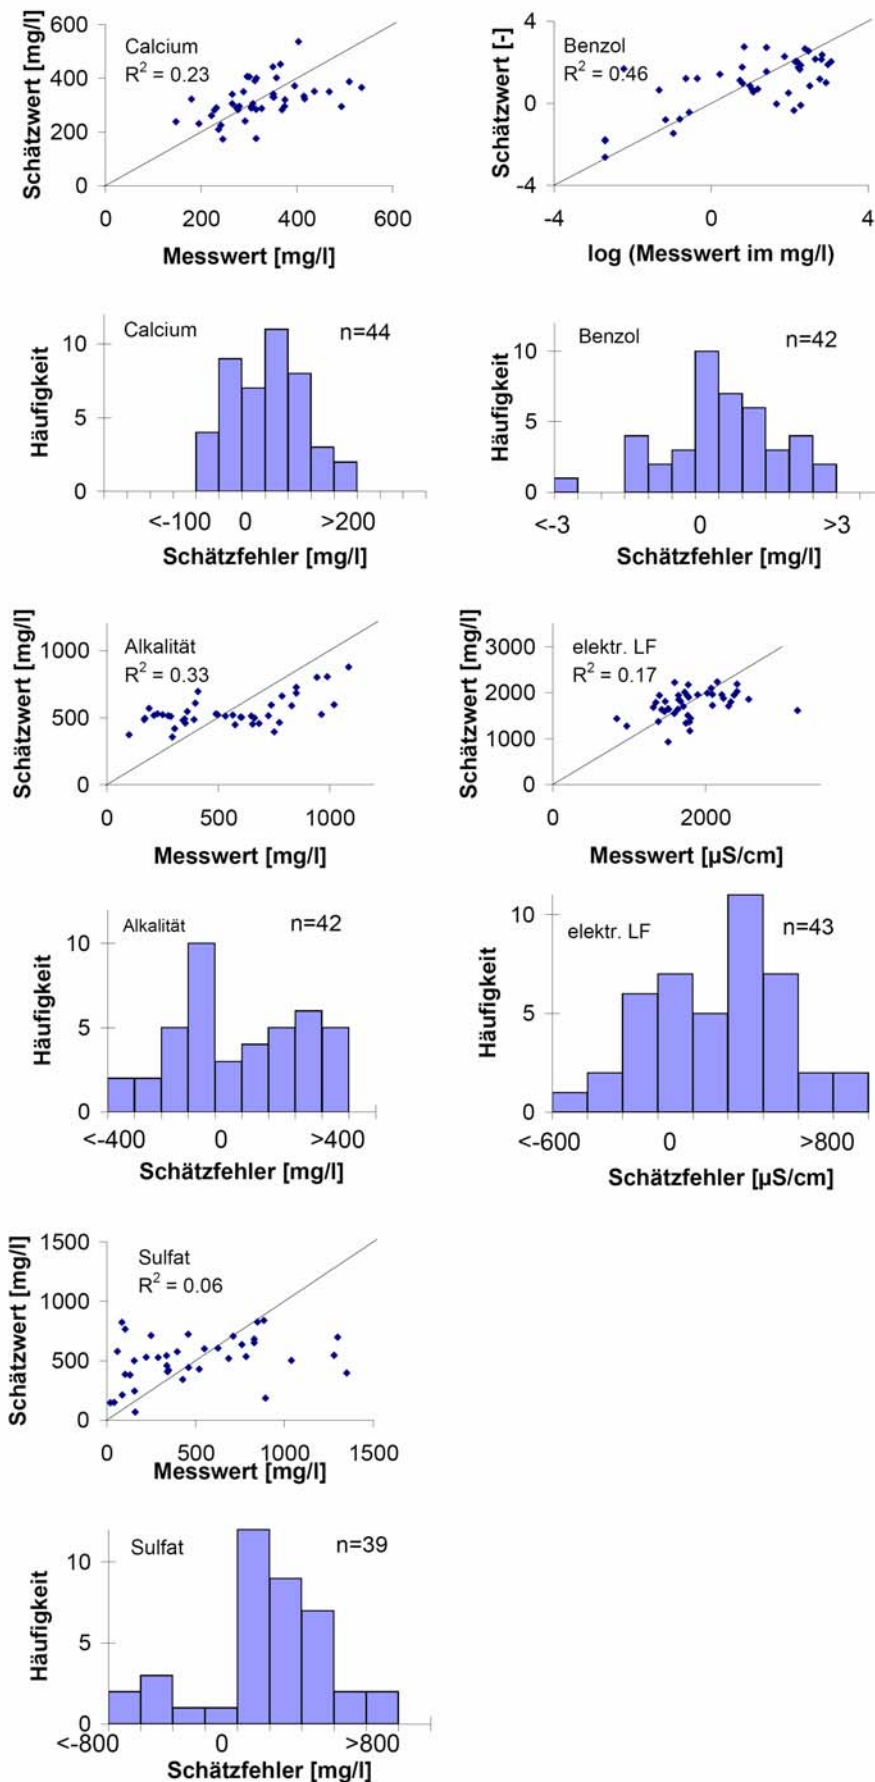 Schätzwert [mg/l]
600
400
200
0
Calcium
R² = 0.23
0 200 400 600
Messwert [mg/l]
Schätzwert [-]
4
0
-4
Benzol
R² = 0.46
-4 0 4
log (Messwert im mg/l)
Häufigkeit
10
5
0
Calcium
n=44
<-100 0 >200
Schätzfehler [mg/l]
Häufigkeit
10
5
0
Benzol
n=42
<-3 0 >3
Schätzfehler [mg/l]
Schätzwert [mg/l]
1000
500
0
Alkalität
R² = 0.33
0 500 1000
Messwert [mg/l]
Schätzwert [mg/l]
3000
2000
1000
0
elektr. LF
R² = 0.17
0 2000
Messwert [µS/cm]
Häufigkeit
10
5
0
Alkalität
n=42
<-400 0 >400
Schätzfehler [mg/l]
Häufigkeit
10
5
0
elektr. LF
n=43
<-600 0 >800
Schätzfehler [µS/cm]
Schätzwert [mg/l]
1500
1000
500
0
Sulfat
R² = 0.06
0 500 1000 1500
Messwert [mg/l]
Häufigkeit
10
5
0
Sulfat
n=39
<-800 0 >800
Schätzfehler [mg/l]